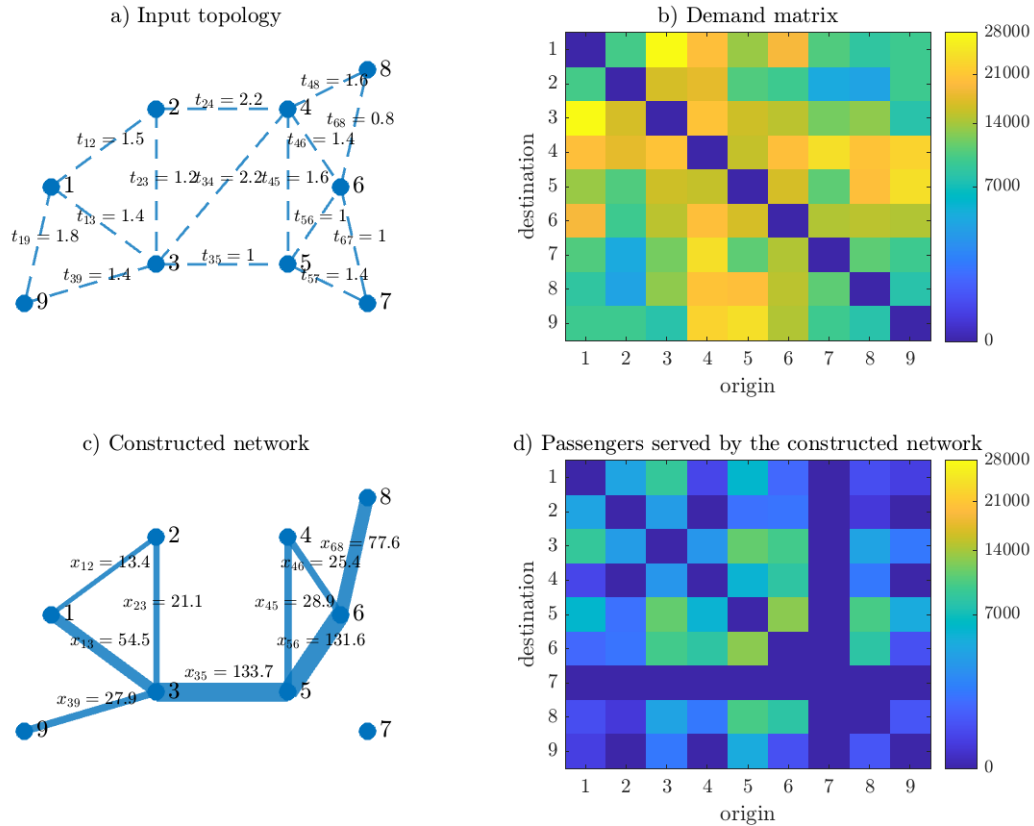 a) Input topology
b) Demand matrix
8
t48 = 1.6
2
t24 = 2.2
4
t68 = 0.8
t12 = 1.5
t46 = 1.4
1
t23 = 1.2
t34 = 2.2
t45 = 1.6
6
t13 = 1.4
t56 = 1
t19 = 1.8
t67 = 1
3
t35 = 1
5
t39 = 1.4
t57 = 1.4
9
7
destination
1
2
3
4
5
6
7
8
9
1 2 3 4 5 6 7 8 9
origin
28000
21000
14000
7000
0
c) Constructed network
d) Passengers served by the constructed network
8
2
4
x68 = 77.6
x12 = 13.4
x46 = 25.4
x23 = 21.1
x45 = 28.9
1
6
x13 = 54.5
x56 = 131.6
x35 = 133.7
3
5
x39 = 27.9
9
7
destination
1
2
3
4
5
6
7
8
9
1 2 3 4 5 6 7 8 9
origin
28000
21000
14000
7000
0